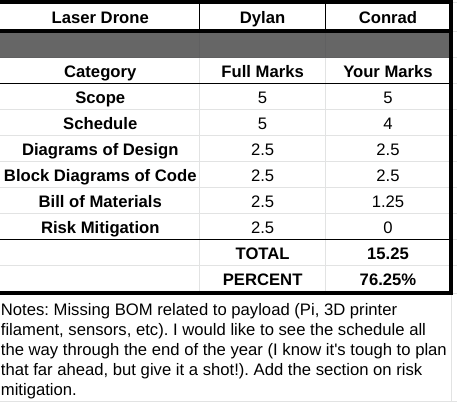 Laser Drone Dylan Conrad
Category Full Marks Your Marks
Scope 5 5
Schedule 5 4
Diagrams of Design 2.5 2.5
Block Diagrams of Code 2.5 2.5
Bill of Materials 2.5 1.25
Risk Mitigation 2.5 0
TOTAL 15.25
PERCENT 76.25%
Notes: Missing BOM related to payload (Pi, 3D printer
filament, sensors, etc). I would like to see the schedule all
the way through the end of the year (I know it's tough to plan
that far ahead, but give it a shot!). Add the section on risk
mitigation.